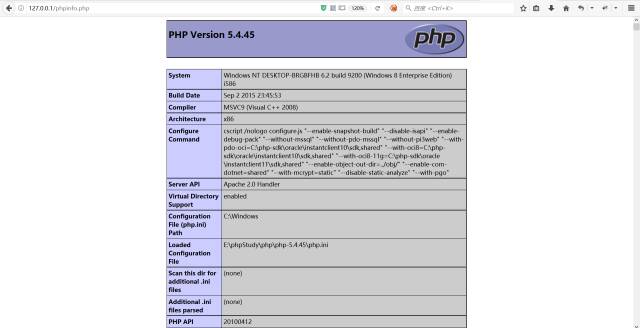 127.0.0.1/phpinfo.php
120%
百度 <Ctrl+K>
PHP Version 5.4.45
php
System
Windows NT DESKTOP-BRGBFHB 6.2 build 9200 (Windows 8 Enterprise Edition)
i586
Build Date
Sep 2 2015 23:45:53
Compiler
MSVC9 (Visual C++ 2008)
Architecture
x86
Configure
Command
cscript /nologo configure.js "--enable-snapshot-build" "--disable-isapi" "--enable-
debug-pack" "--without-mssql" "--without-pdo-mssql" "--without-pi3web" "--with-
pdo-oci=C:\php-sdk\oracle\instantclient10\sdk,shared" "--with-oci8=C:\php-
sdk\oracle\instantclient10\sdk,shared" "--with-oci8-11g=C:\php-sdk\oracle
\instantclient11\sdk,shared" "--enable-object-out-dir=../obj/" "--enable-com-
dotnet=shared" "--with-mcrypt=static" "--disable-static-analyze" "--with-pgo"
Server API
Apache 2.0 Handler
Virtual Directory
Support
enabled
Configuration
File (php.ini)
Path
C:\Windows
Loaded
Configuration
File
E:\phpStudy\php\php-5.4.45\php.ini
Scan this dir for
additional .ini
files
(none)
Additional .ini
files parsed
(none)
PHP API
20100412